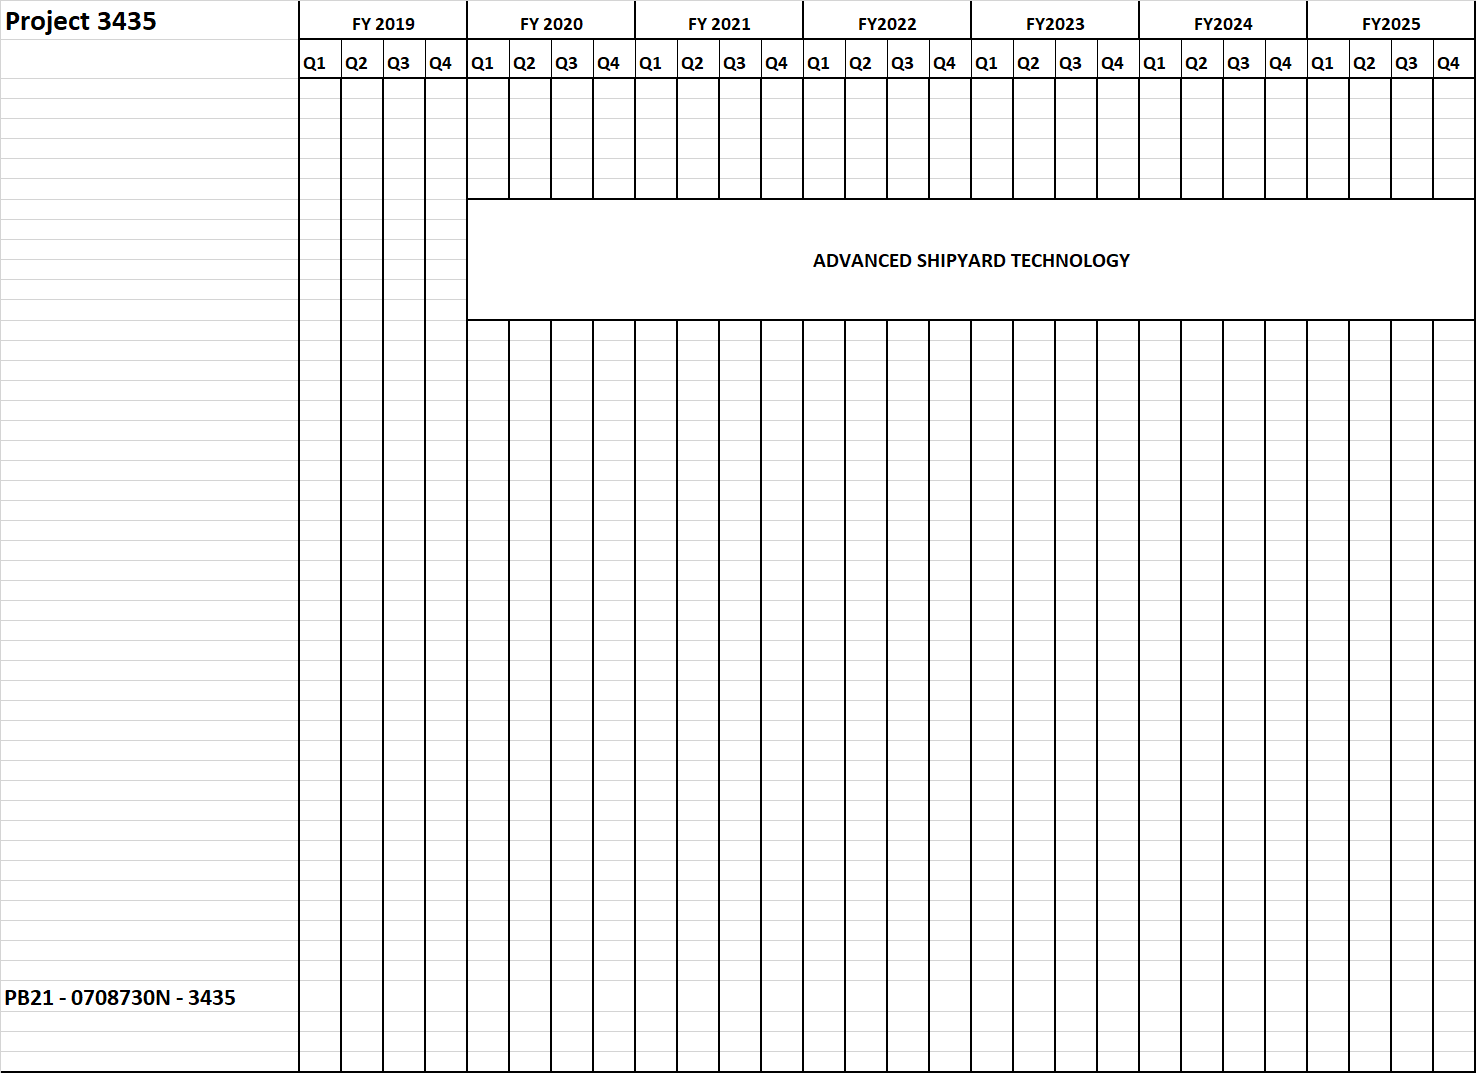 Project 3435 FY 2019 FY 2020 FY 2021 FY2022 FY2023 FY2024 FY2025
Q1 Q2 Q3 Q4 Q1 Q2 Q3 Q4 Q1 Q2 Q3 Q4 Q1 Q2 Q3 Q4 Q1 Q2 Q3 Q4 Q1 Q2 Q3 Q4 Q1 Q2 Q3 Q4
ADVANCED SHIPYARD TECHNOLOGY
PB21 - 0708730N - 3435